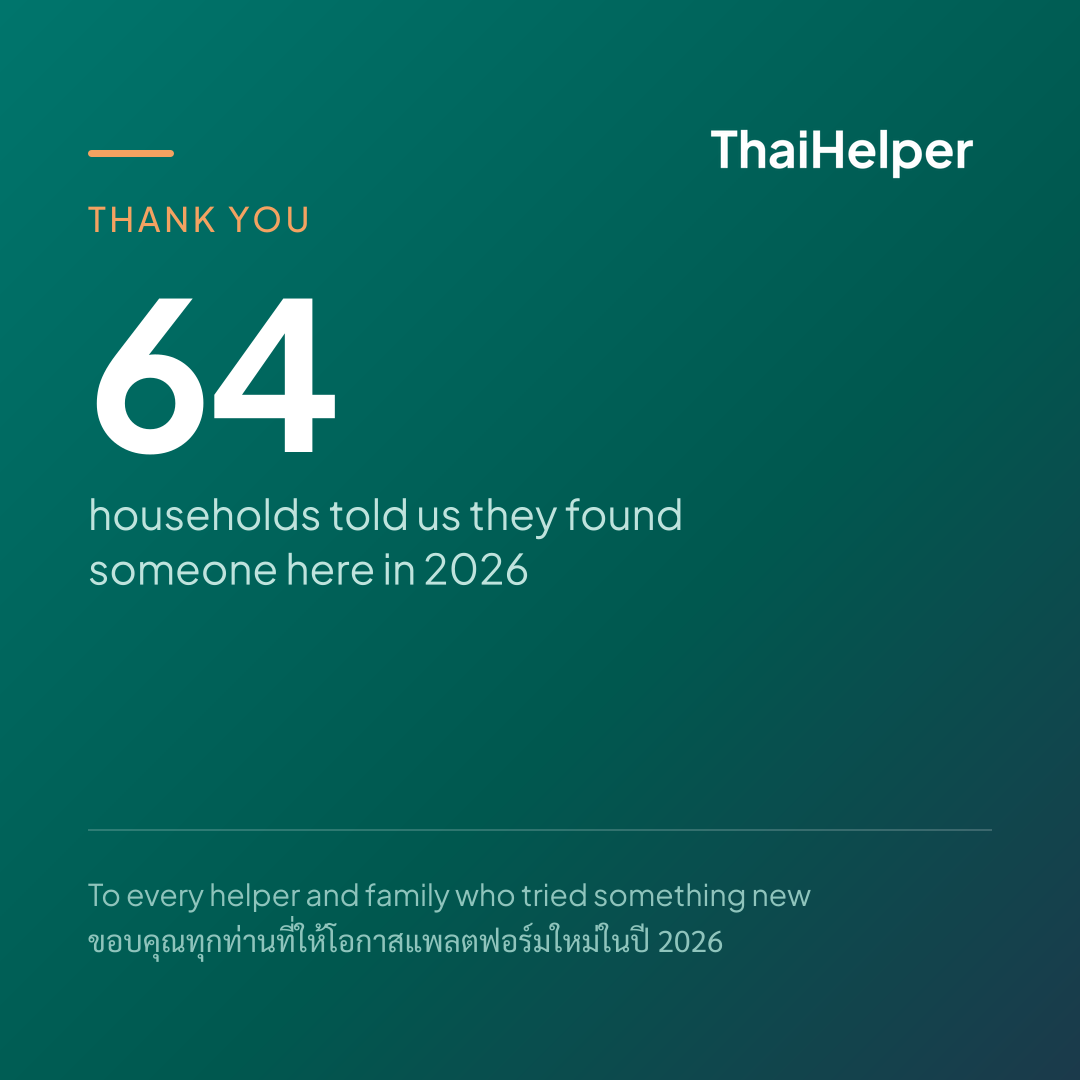 ThaiHelper
THANK YOU
64
households told us they found
someone here in 2026
To every helper and family who tried something new
ขอบคุณทุกท่านที่ให้โอกาสแพลตฟอร์มใหม่ในปี 2026